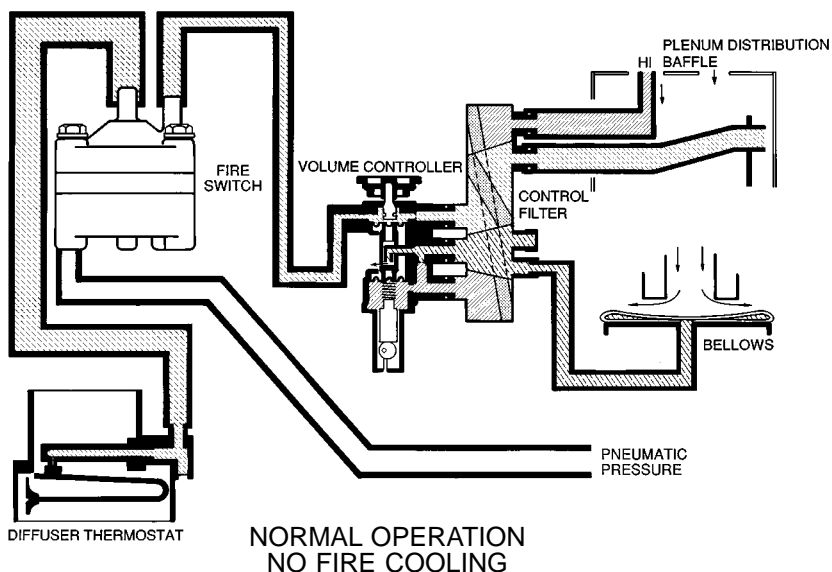 PLENUM DISTRIBUTION
BAFFLE
HI
FIRE
SWITCH
VOLUME CONTROLLER
CONTROL
FILTER
BELLOWS
PNEUMATIC
PRESSURE
DIFFUSER THERMOSTAT
NORMAL OPERATION
NO FIRE COOLING